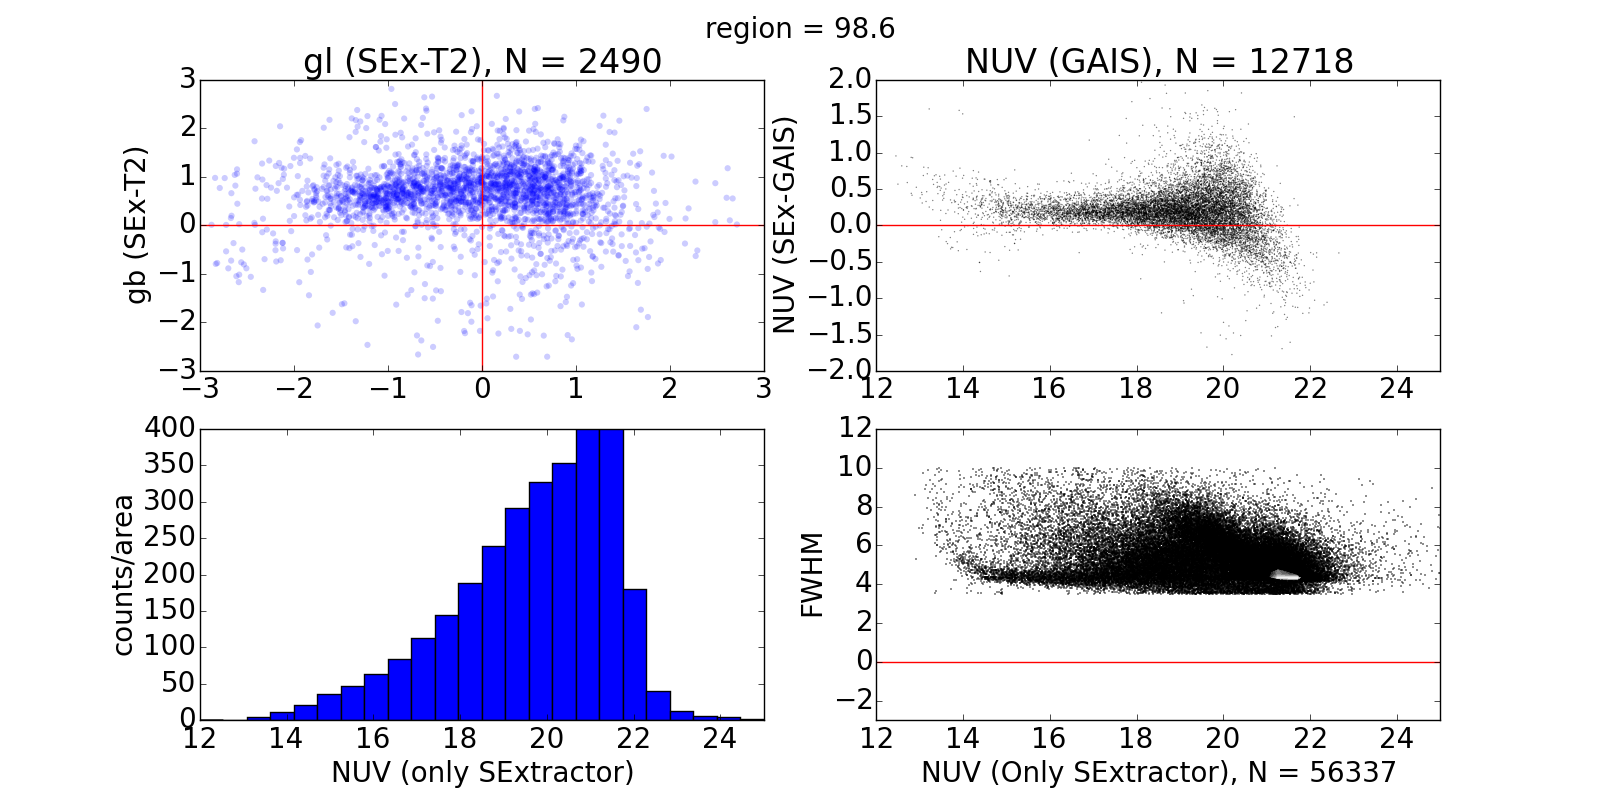 region = 98.6
gl (SEx-T2), N = 2490
NUV (GAIS), N = 12718
gb (SEx-T2)
3
2
1
0
−1
−2
−3
−3 −2 −1 0 1 2 3
NUV (SEx-GAIS)
2.0
1.5
1.0
0.5
0.0
−0.5
−1.0
−1.5
−2.0
12 14 16 18 20 22 24
counts/area
400
350
300
250
200
150
100
50
0
12 14 16 18 20 22 24
NUV (only SExtractor)
FWHM
12
10
8
6
4
2
0
−2
12 14 16 18 20 22 24
NUV (Only SExtractor), N = 56337